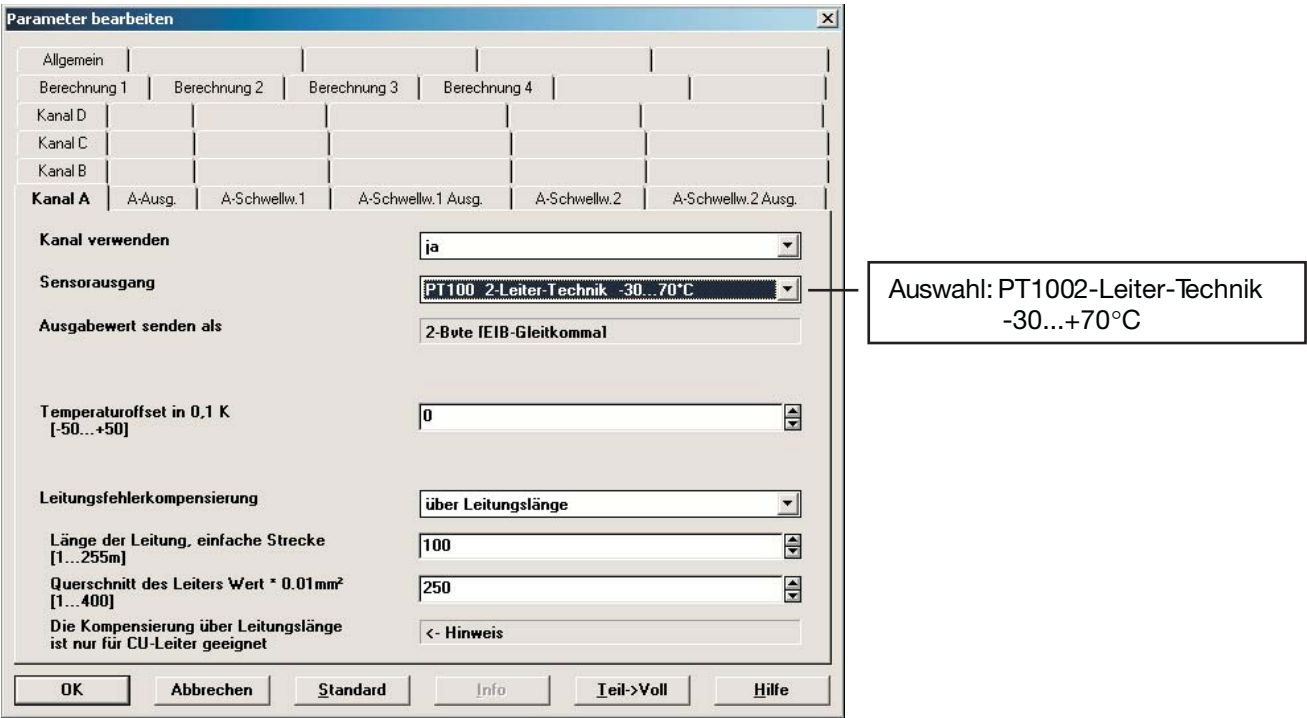 Parameter bearbeiten
Allgemein
Berechnung 1 Berechnung 2 Berechnung 3 Berechnung 4
Kanal D
Kanal C
Kanal B
Kanal A A-Ausg. A-Schwellw.1 A-Schwellw.1 Ausg. A-Schwellw.2 A-Schwellw.2 Ausg.
Kanal verwenden
ja
Sensorausgang
PT100 2-Leiter-Technik -30...70°C
Ausgabewert senden als
2-Byte [EIB-Gleitkomma]
Temperaturoffset in 0,1 K
[-50...+50]
0
Leitungsfehlerkompensierung
über Leitungslänge
Länge der Leitung, einfache Strecke
[1...255m]
100
Querschnitt des Leiters Wert * 0.01mm²
[1...400]
250
Die Kompensierung über Leitungslänge
ist nur für CU-Leiter geeignet
<- Hinweis
OK Abbrechen Standard Info Teil->Voll Hilfe
Auswahl: PT1002-Leiter-Technik
-30...+70°C